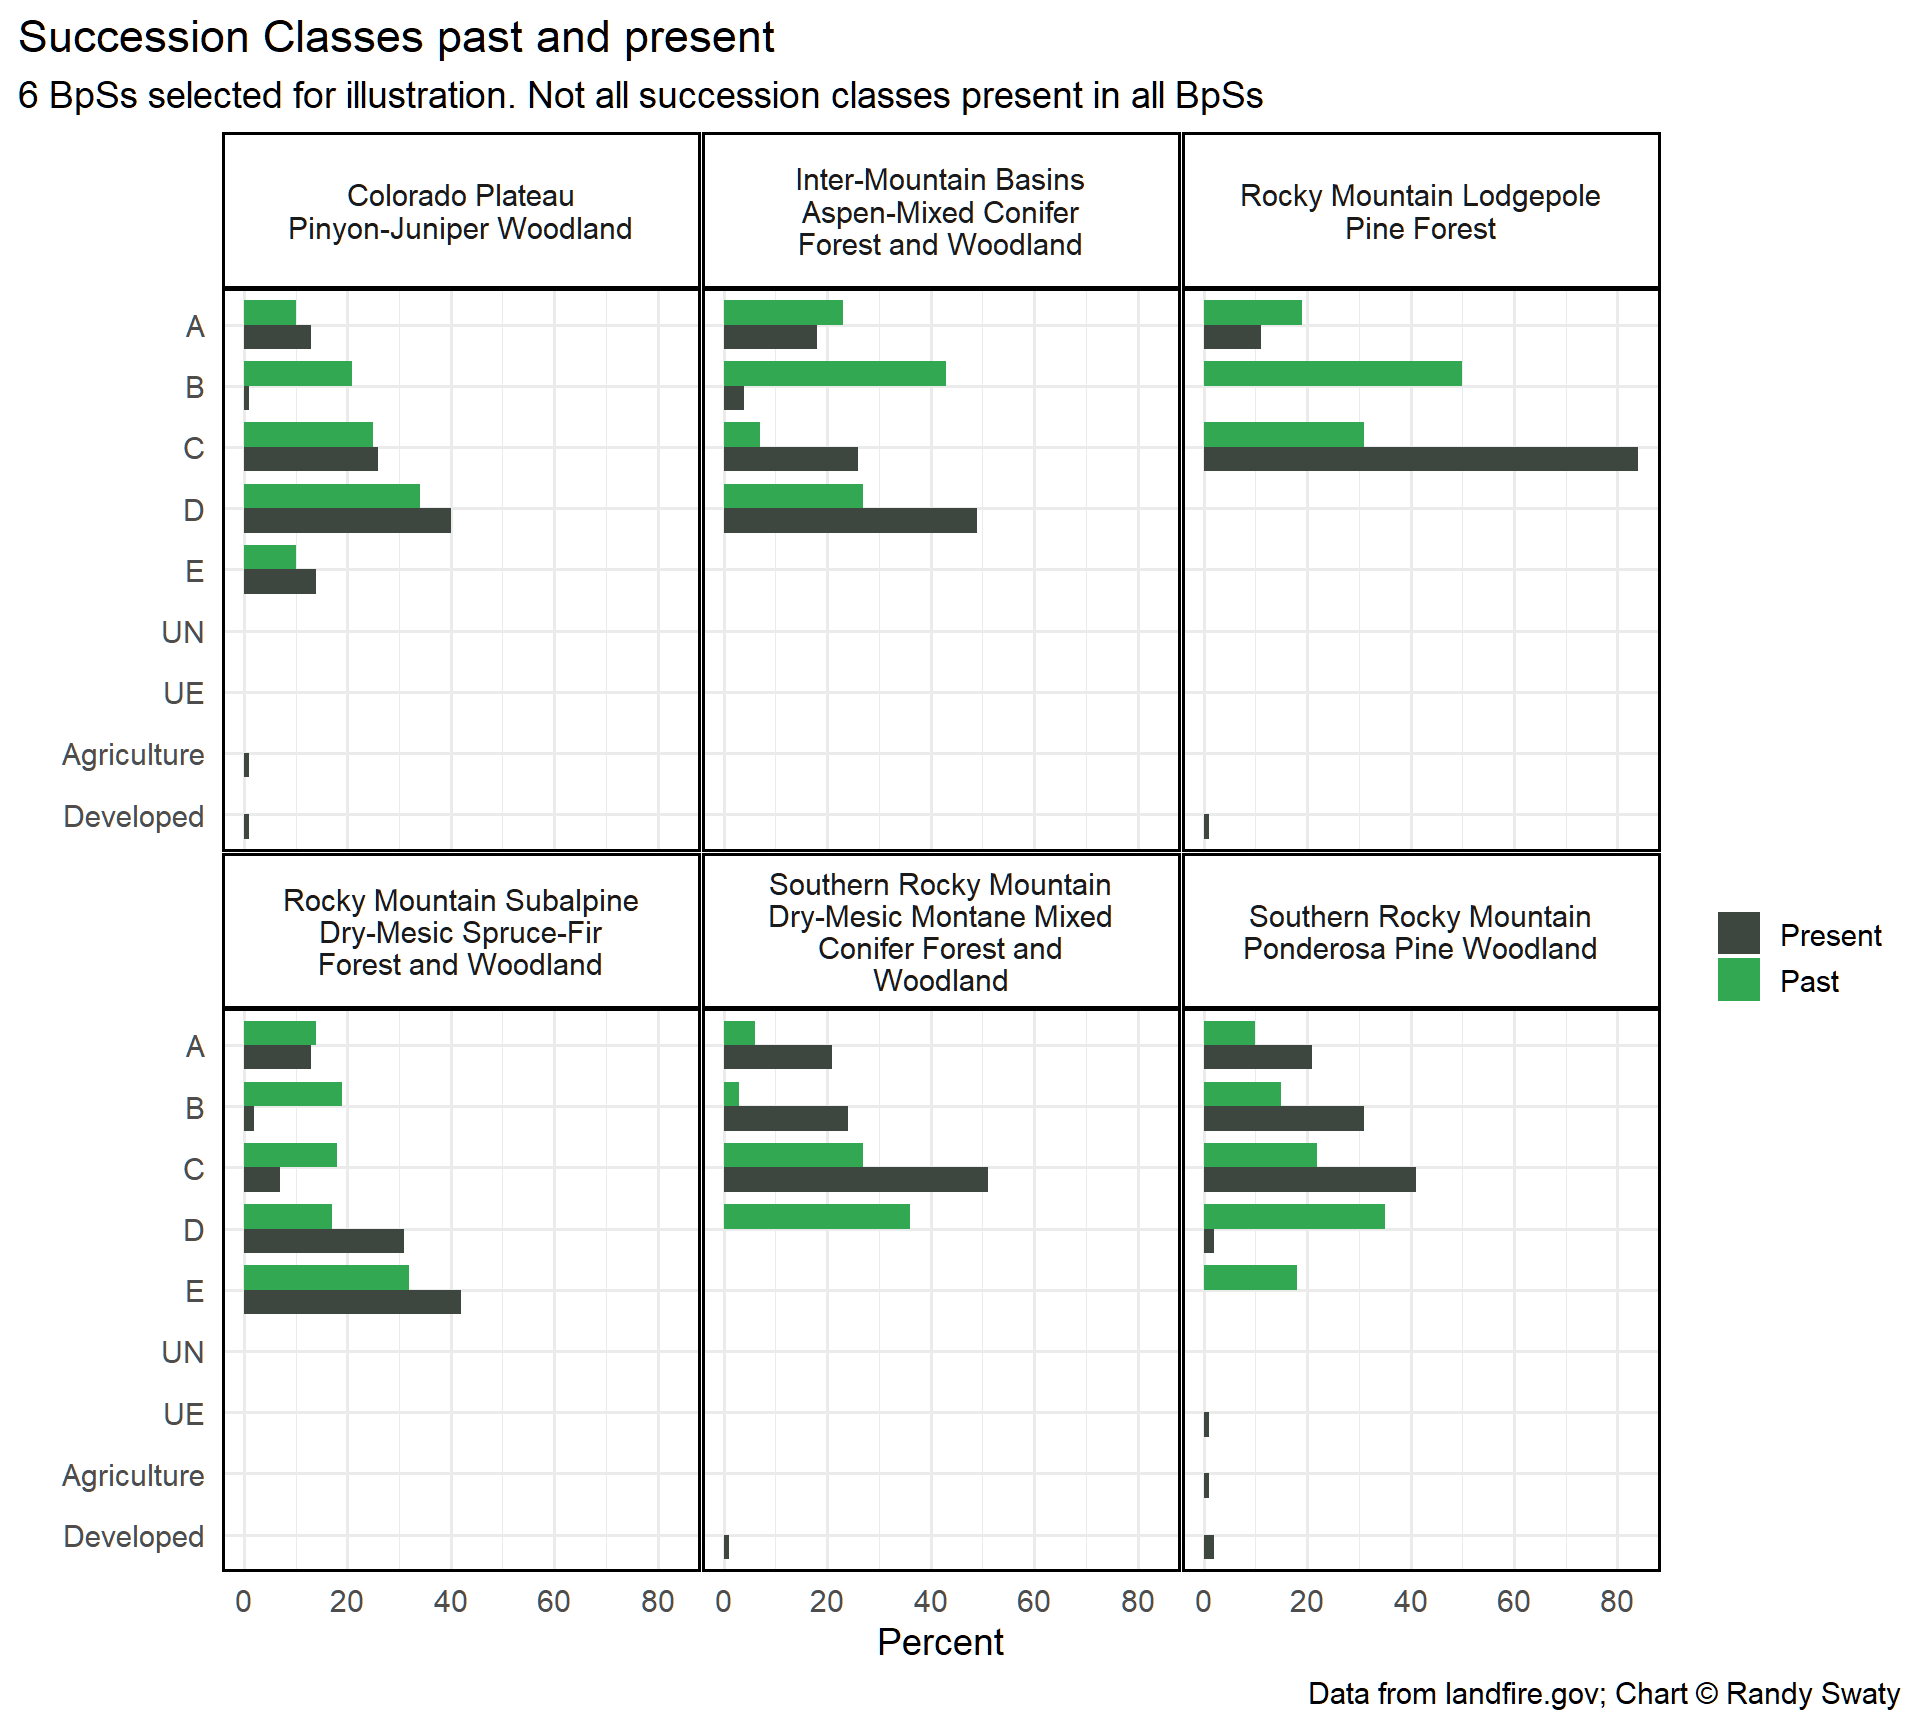 Succession Classes past and present
6 BpSs selected for illustration. Not all succession classes present in all BpSs
Colorado Plateau
Pinyon-Juniper Woodland
Inter-Mountain Basins
Aspen-Mixed Conifer
Forest and Woodland
Rocky Mountain Lodgepole
Pine Forest
A
B
C
D
E
UN
UE
Agriculture
Developed
Rocky Mountain Subalpine
Dry-Mesic Spruce-Fir
Forest and Woodland
Southern Rocky Mountain
Dry-Mesic Montane Mixed
Conifer Forest and
Woodland
Southern Rocky Mountain
Ponderosa Pine Woodland
A
B
C
D
E
UN
UE
Agriculture
Developed
0 20 40 60 80 0 20 40 60 80 0 20 40 60 80
Percent
Present
Past
Data from landfire.gov; Chart © Randy Swaty